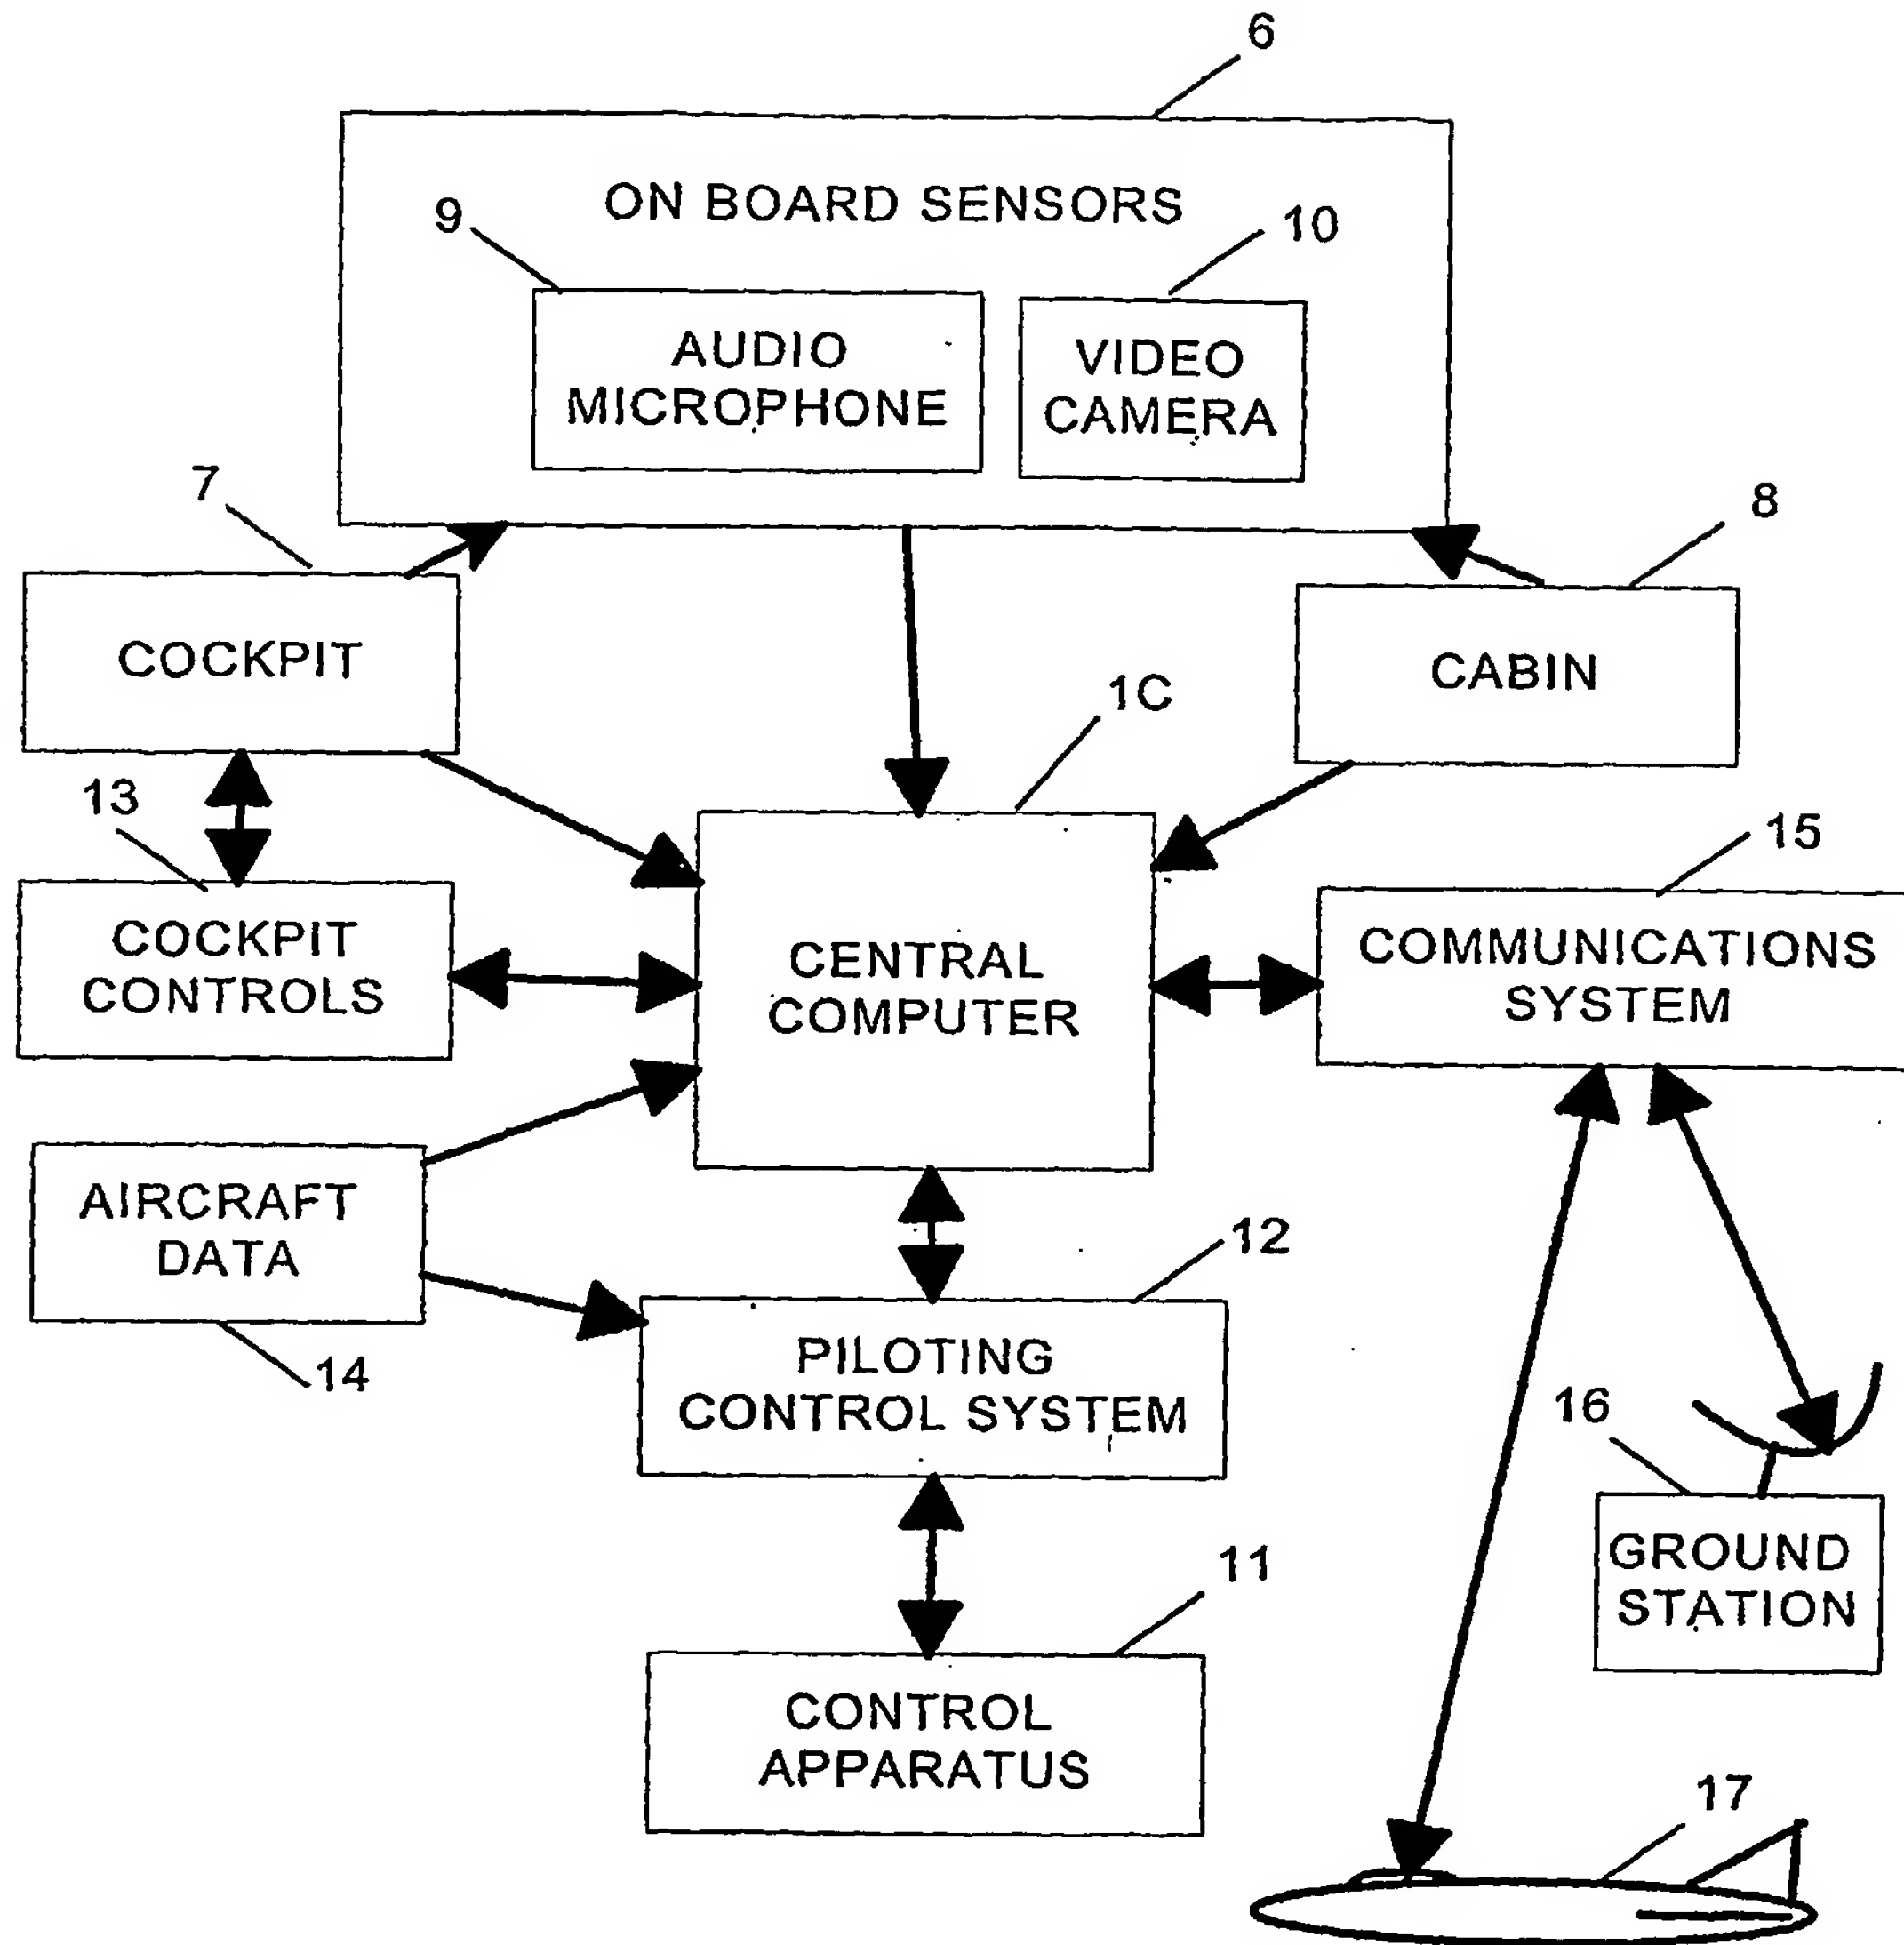 6
ON BOARD SENSORS
9
10
AUDIO
MICROPHONE
VIDEO
CAMERA
7
8
COCKPIT
CABIN
1C
13
15
COCKPIT
CONTROLS
CENTRAL
COMPUTER
COMMUNICATIONS
SYSTEM
AIRCRAFT
DATA
14
12
PILOTING
CONTROL SYSTEM
16
GROUND
STATION
11
CONTROL
APPARATUS
17